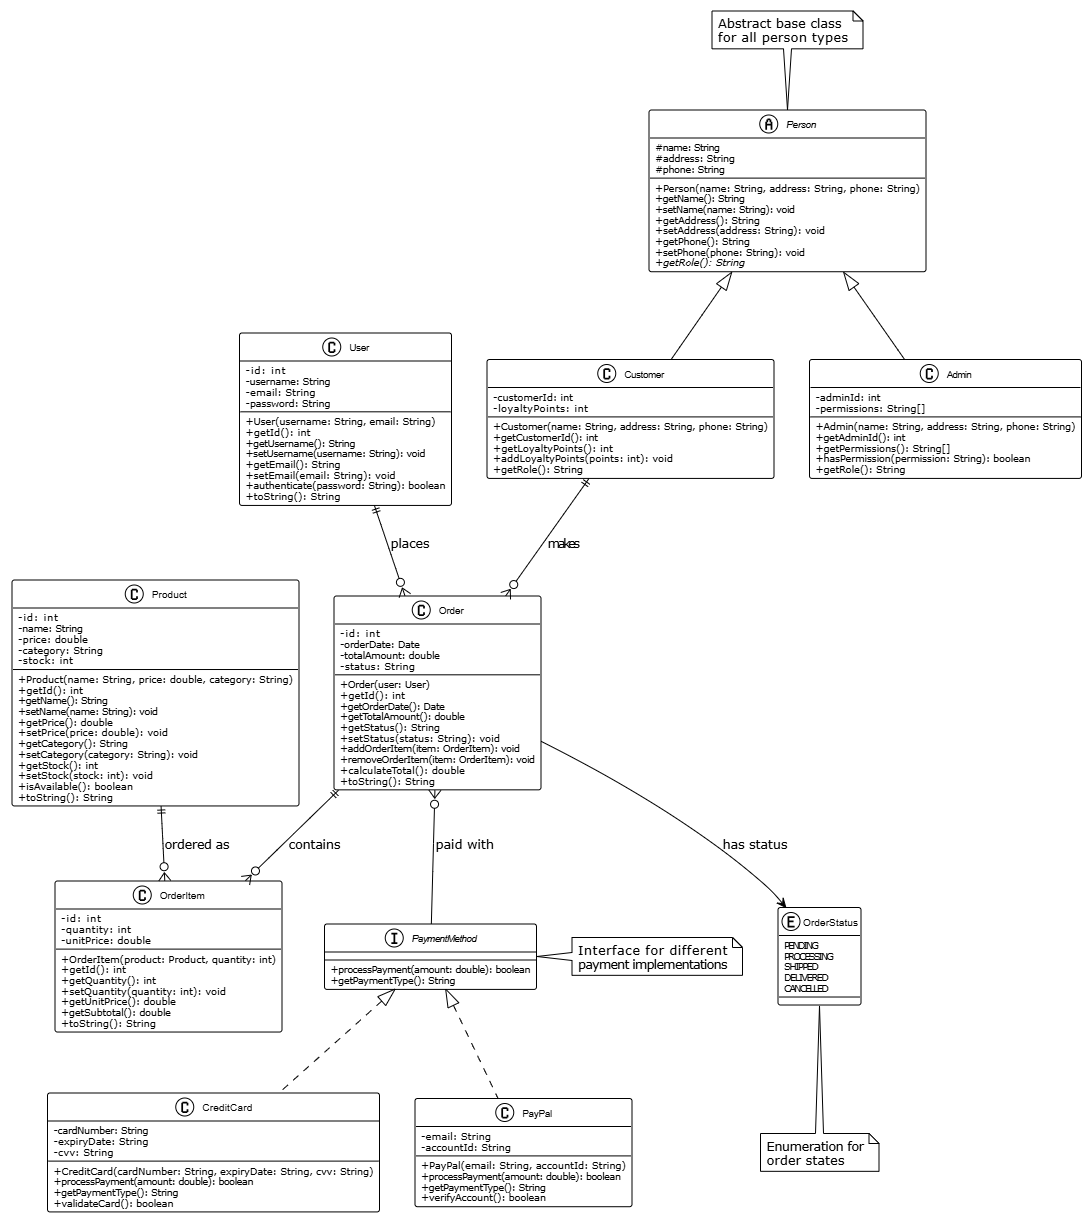 Abstract base class
for all person types
A Person
#name: String
#address: String
#phone: String
+Person(name: String, address: String, phone: String)
+getName(): String
+setName(name: String): void
+getAddress(): String
+setAddress(address: String): void
+getPhone(): String
+setPhone(phone: String): void
+getRole(): String
C User
-id: int
-username: String
-email: String
-password: String
+User(username: String, email: String)
+getId(): int
+getUsername(): String
+setUsername(username: String): void
+getEmail(): String
+setEmail(email: String): void
+authenticate(password: String): boolean
+toString(): String
C Customer
-customerId: int
-loyaltyPoints: int
+Customer(name: String, address: String, phone: String)
+getCustomerId(): int
+getLoyaltyPoints(): int
+addLoyaltyPoints(points: int): void
+getRole(): String
C Admin
-adminId: int
-permissions: String[]
+Admin(name: String, address: String, phone: String)
+getAdminId(): int
+getPermissions(): String[]
+hasPermission(permission: String): boolean
+getRole(): String
places
makes
C Product
-id: int
-name: String
-price: double
-category: String
-stock: int
+Product(name: String, price: double, category: String)
+getId(): int
+getName(): String
+setName(name: String): void
+getPrice(): double
+setPrice(price: double): void
+getCategory(): String
+setCategory(category: String): void
+getStock(): int
+setStock(stock: int): void
+isAvailable(): boolean
+toString(): String
C Order
-id: int
-orderDate: Date
-totalAmount: double
-status: String
+Order(user: User)
+getId(): int
+getOrderDate(): Date
+getTotalAmount(): double
+getStatus(): String
+setStatus(status: String): void
+addOrderItem(item: OrderItem): void
+removeOrderItem(item: OrderItem): void
+calculateTotal(): double
+toString(): String
ordered as
contains
paid with
has status
C OrderItem
-id: int
-quantity: int
-unitPrice: double
+OrderItem(product: Product, quantity: int)
+getId(): int
+getQuantity(): int
+setQuantity(quantity: int): void
+getUnitPrice(): double
+getSubtotal(): double
+toString(): String
I PaymentMethod
+processPayment(amount: double): boolean
+getPaymentType(): String
Interface for different
payment implementations
E OrderStatus
PENDING
PROCESSING
SHIPPED
DELIVERED
CANCELLED
C CreditCard
-cardNumber: String
-expiryDate: String
-cvv: String
+CreditCard(cardNumber: String, expiryDate: String, cvv: String)
+processPayment(amount: double): boolean
+getPaymentType(): String
+validateCard(): boolean
C PayPal
-email: String
-accountId: String
+PayPal(email: String, accountId: String)
+processPayment(amount: double): boolean
+getPaymentType(): String
+verifyAccount(): boolean
Enumeration for
order states